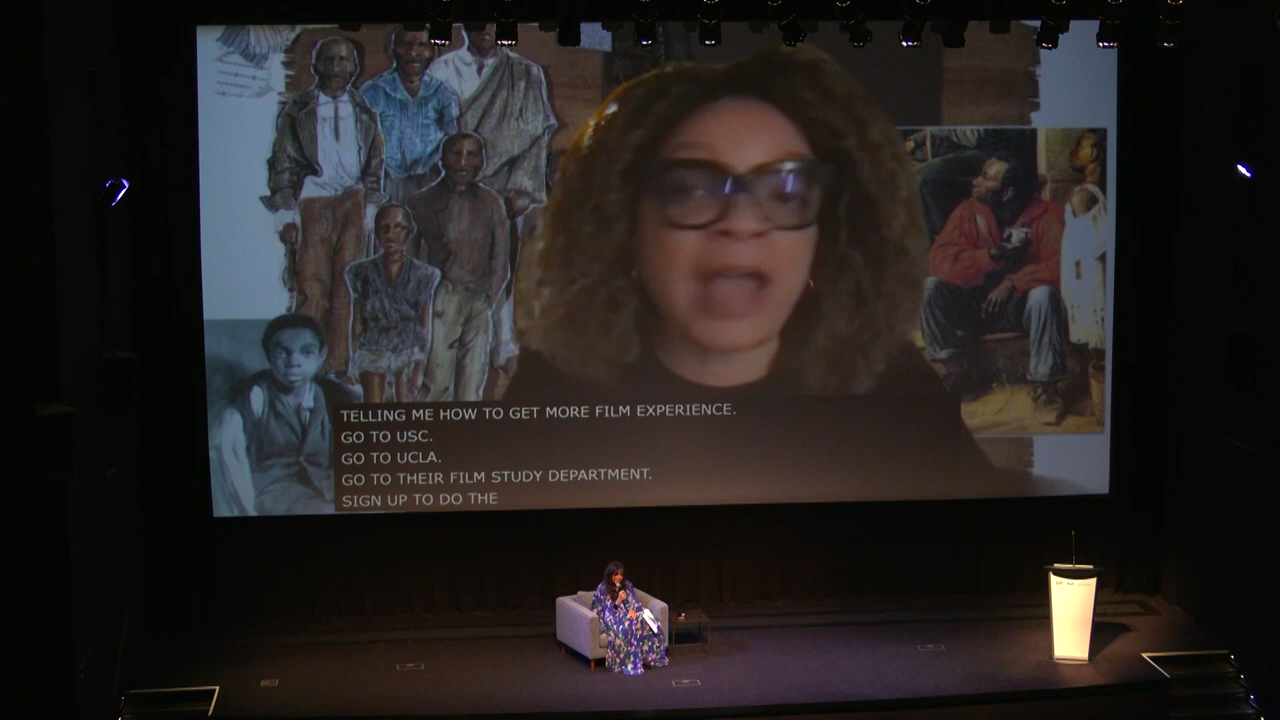 TELLING ME HOW TO GET MORE FILM EXPERIENCE.
GO TO USC.
GO TO UCLA.
GO TO THEIR FILM STUDY DEPARTMENT.
SIGN UP TO DO THE